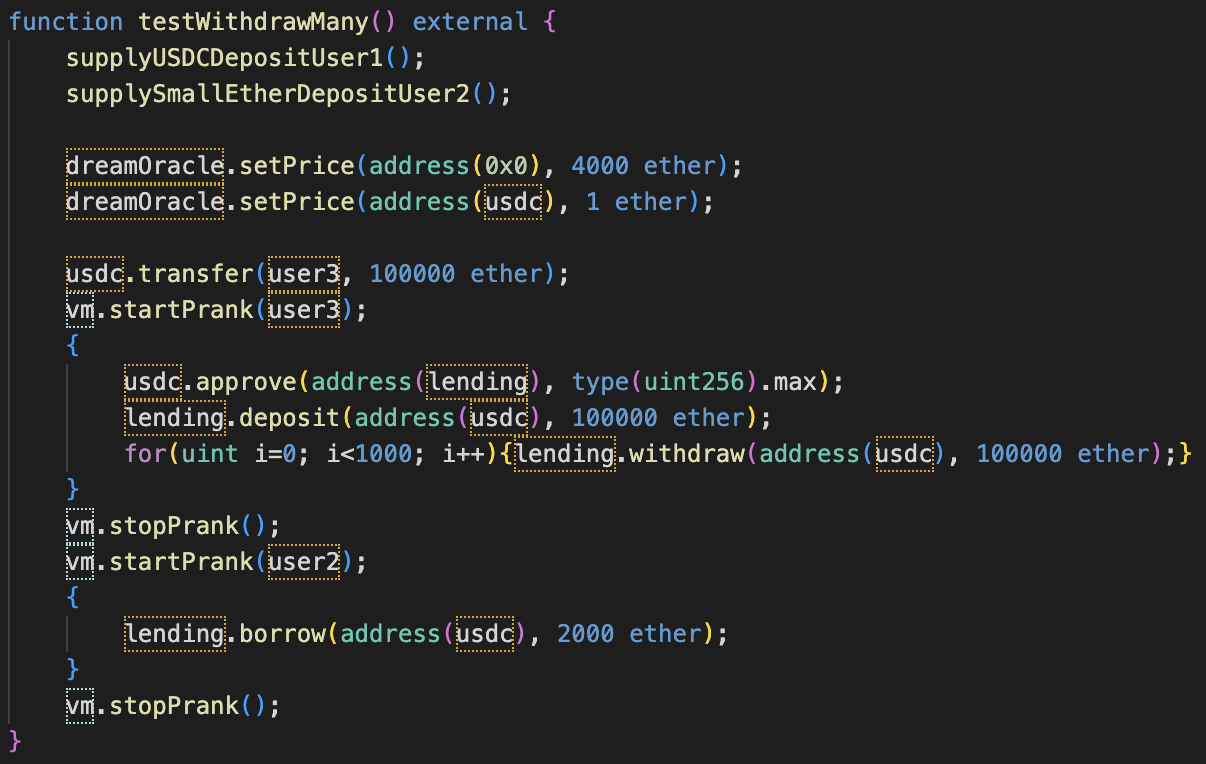 function testWithdrawMany() external {
    supplyUSDCDepositUser1();
    supplySmallEtherDepositUser2();

    dreamOracle.setPrice(address(0x0), 4000 ether);
    dreamOracle.setPrice(address(usdc), 1 ether);

    usdc.transfer(user3, 100000 ether);
    vm.startPrank(user3);
    {
        usdc.approve(address(lending), type(uint256).max);
        lending.deposit(address(usdc), 100000 ether);
        for(uint i=0; i<1000; i++){lending.withdraw(address(usdc), 100000 ether);}
    }
    vm.stopPrank();
    vm.startPrank(user2);
    {
        lending.borrow(address(usdc), 2000 ether);
    }
    vm.stopPrank();
}